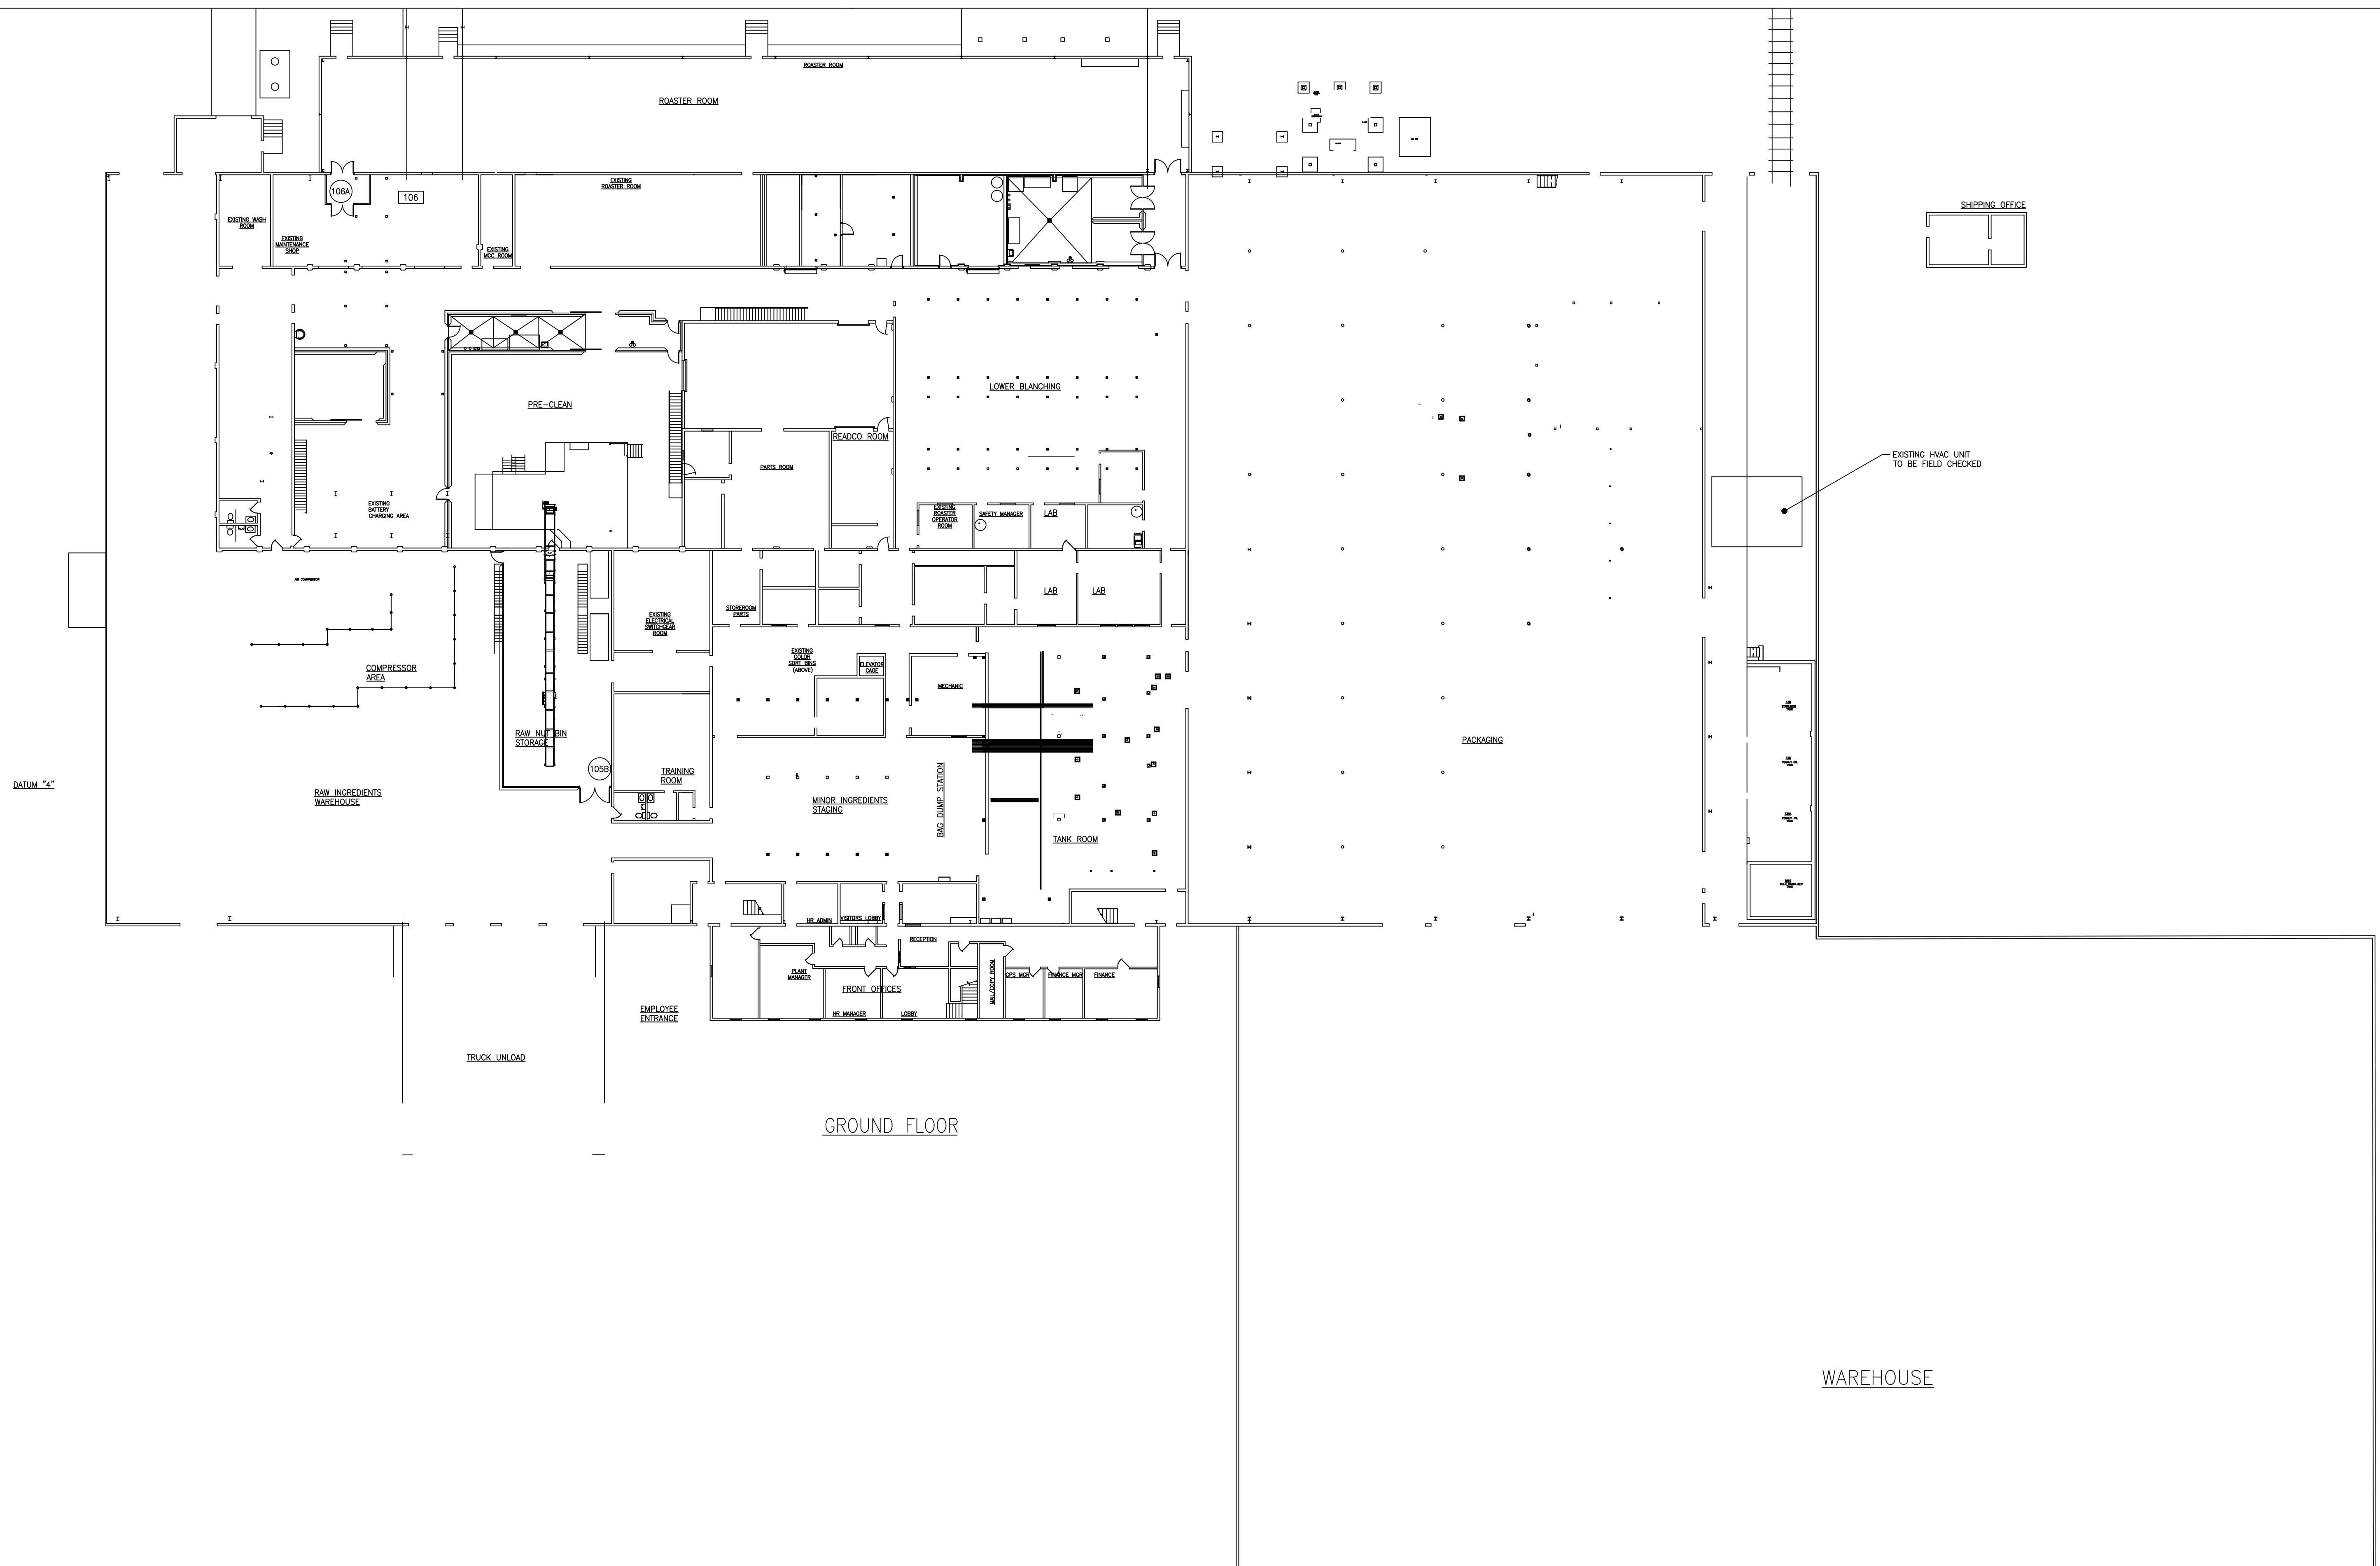 ROASTER ROOM
ROASTER ROOM
106A
106
EXISTING
ROASTER ROOM
EXISTING WASH
ROOM
EXISTING
MAINTENANCE
SHOP
EXISTING
MCC ROOM
SHIPPING OFFICE
PRE-CLEAN
LOWER BLANCHING
READCO ROOM
PARTS ROOM
EXISTING HVAC UNIT
TO BE FIELD CHECKED
EXISTING
BATTERY
CHARGING AREA
EXISTING
ROASTER
OPERATOR
ROOM
SAFETY MANAGER
LAB
AIR COMPRESSOR
LAB
LAB
STOREROOM
PARTS
EXISTING
ELECTRICAL
SWITCHGEAR
ROOM
EXISTING
COLOR
SORT BINS
(ABOVE)
ELEVATOR
CAGE
MECHANIC
COMPRESSOR
AREA
RAW NUT BIN
STORAGE
PACKAGING
105B
TRAINING
ROOM
DATUM "4"
RAW INGREDIENTS
WAREHOUSE
MINOR INGREDIENTS
STAGING
BAG DUMP STATION
TANK ROOM
HR ADMIN
VISITORS LOBBY
RECEPTION
PLANT
MANAGER
FRONT OFFICES
MAIL/COPY ROOM
CPS MGR
FINANCE MGR
FINANCE
HR MANAGER
LOBBY
EMPLOYEE
ENTRANCE
TRUCK UNLOAD
GROUND FLOOR
WAREHOUSE